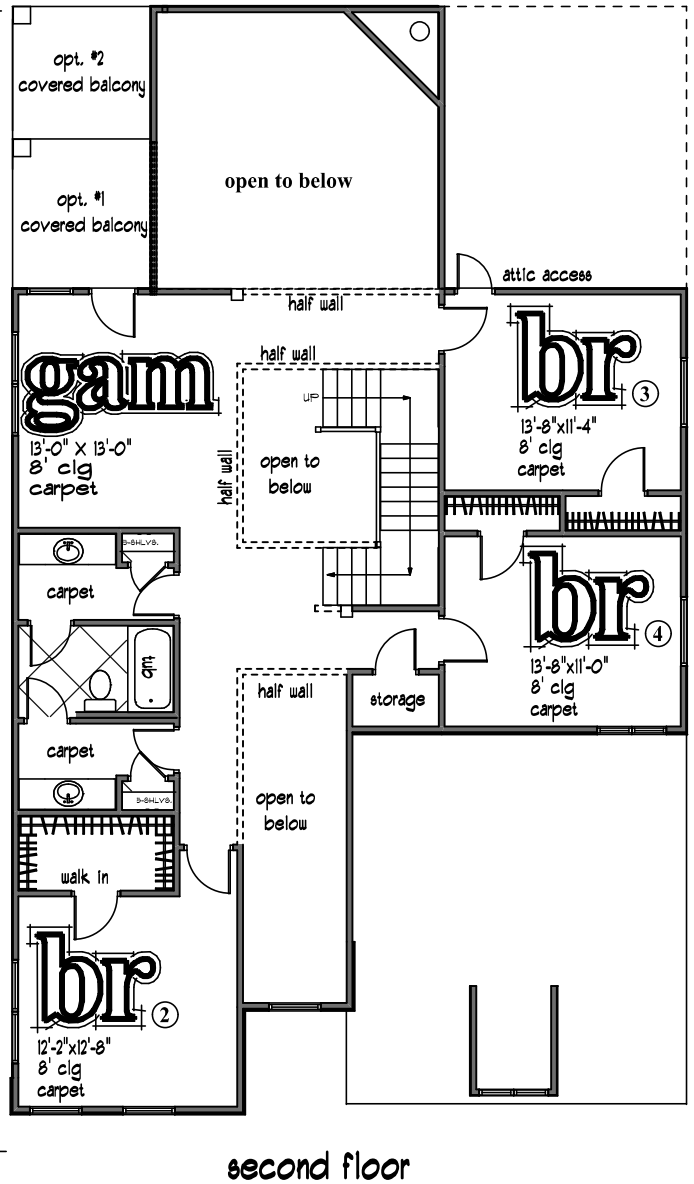 opt. #2
covered balcony
open to below
opt. #1
covered balcony
attic access
half wall
br
3
13'-8"x11'-4"
8' clg
carpet
gam
13'-0" X 13'-0"
8' clg
carpet
half wall
UP
half wall
open to
below
5-SHLVS.
carpet
br
4
13'-8"x11'-0"
8' clg
carpet
tub
half wall
storage
carpet
5-SHLVS.
open to
below
walk in
br
2
12'-2"x12'-8"
8' clg
carpet
second floor